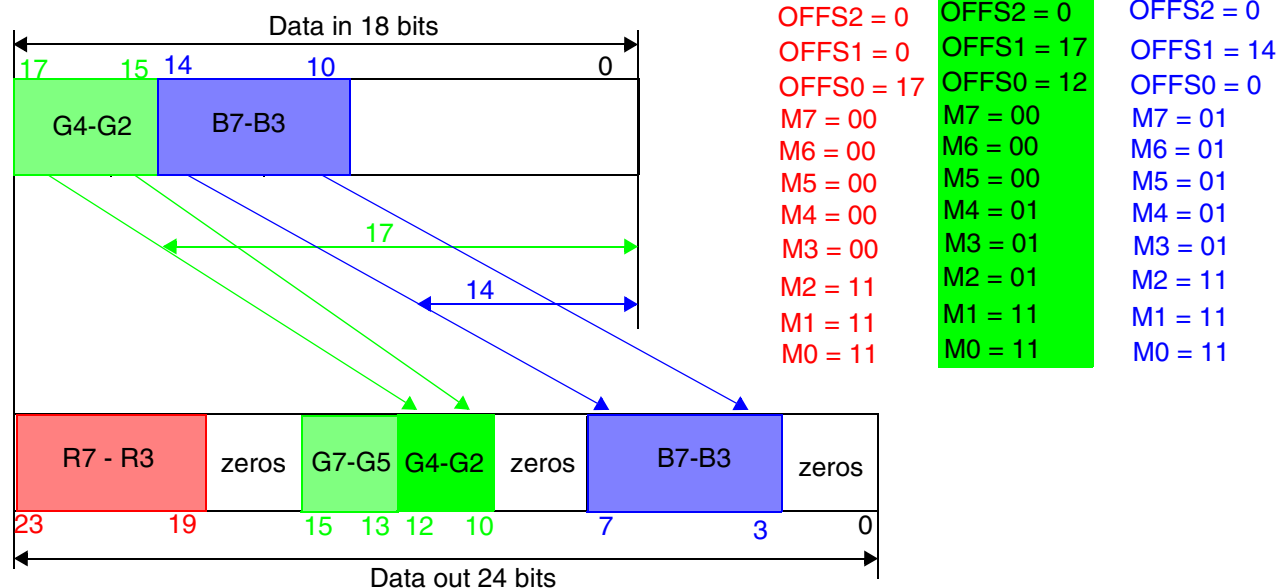 Data in 18 bits
17 15 14 10 0
G4-G2 B7-B3
17
14
R7 - R3 zeros G7-G5 G4-G2 zeros B7-B3 zeros
23 19 15 13 12 10 7 3 0
Data out 24 bits
OFFS2 = 0 OFFS2 = 0 OFFS2 = 0
OFFS1 = 0 OFFS1 = 17 OFFS1 = 14
OFFS0 = 17 OFFS0 = 12 OFFS0 = 0
M7 = 00 M7 = 00 M7 = 01
M6 = 00 M6 = 00 M6 = 01
M5 = 00 M5 = 00 M5 = 01
M4 = 00 M4 = 01 M4 = 01
M3 = 00 M3 = 01 M3 = 01
M2 = 11 M2 = 01 M2 = 11
M1 = 11 M1 = 11 M1 = 11
M0 = 11 M0 = 11 M0 = 11